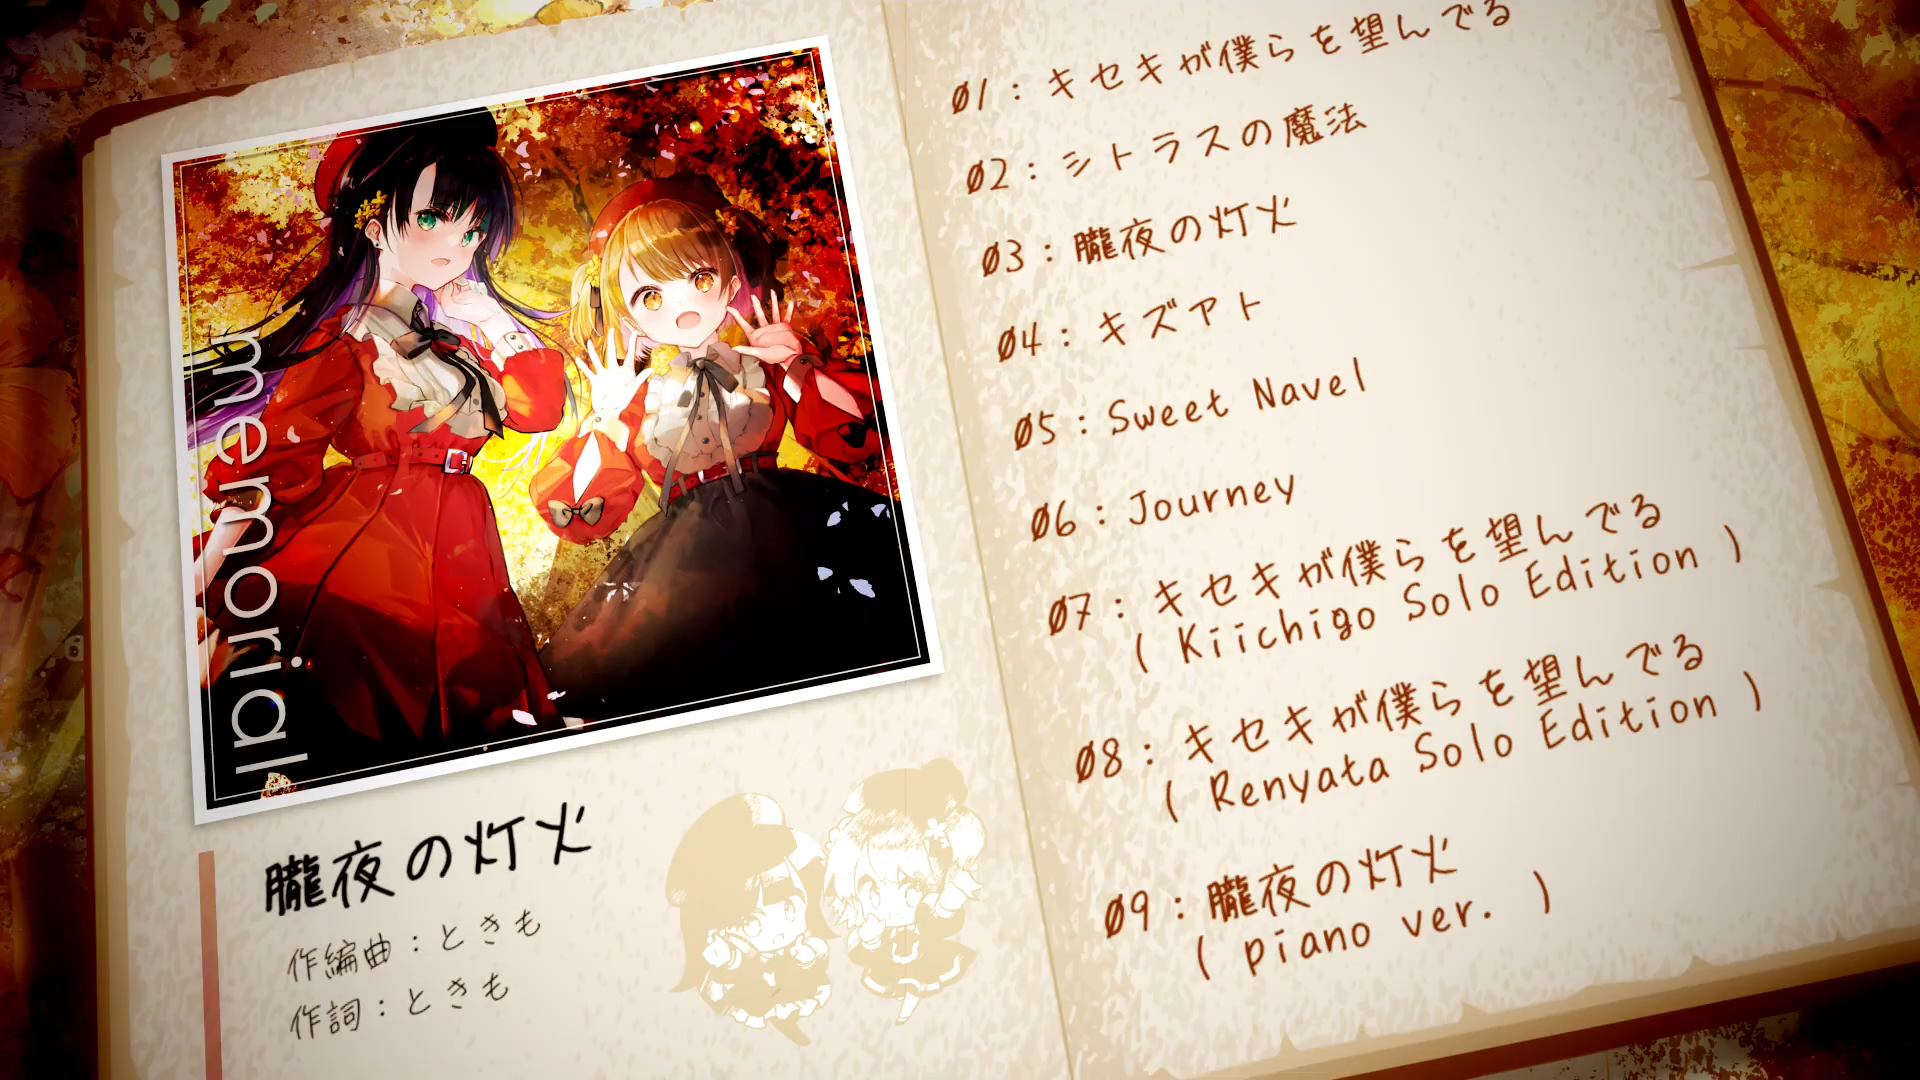 memorial
朧夜の灯火
作編曲：ときも
作詞：ときも
01：キセキが僕らを望んでる
02：シトラスの魔法
03：朧夜の灯火
04：キズアト
05：Sweet Navel
06：Journey
07：キセキが僕らを望んでる
( Kiichigo Solo Edition )
08：キセキが僕らを望んでる
( Renyata Solo Edition )
09：朧夜の灯火
( piano ver. )